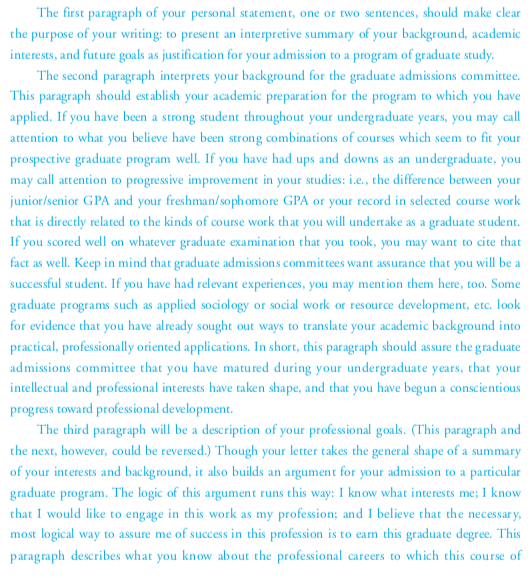 The first paragraph of your personal statement, one or two sentences, should make clear
the purpose of your writing: to present an interpretive summary of your background, academic
interests, and future goals as justification for your admission to a program of graduate study.
The second paragraph interprets your background for the graduate admissions committee.
This paragraph should establish your academic preparation for the program to which you have
applied. If you have been a strong student throughout your undergraduate years, you may call
attention to what you believe have been strong combinations of courses which seem to fit your
prospective graduate program well. If you have had ups and downs as an undergraduate, you
may call attention to progressive improvement in your studies: i.e., the difference between your
junior/senior GPA and your freshman/sophomore GPA or your record in selected course work
that is directly related to the kinds of course work that you will undertake as a graduate student.
If you scored well on whatever graduate examination that you took, you may want to cite that
fact as well. Keep in mind that graduate admissions committees want assurance that you will be a
successful student. If you have had relevant experiences, you may mention them here, too. Some
graduate programs such as applied sociology or social work or resource development, etc. look
for evidence that you have already sought out ways to translate your academic background into
practical, professionally oriented applications. In short, this paragraph should assure the graduate
admissions committee that you have matured during your undergraduate years, that your
intellectual and professional interests have taken shape, and that you have begun a conscientious
progress toward professional development.
The third paragraph will be a description of your professional goals. (This paragraph and
the next, however, could be reversed.) Though your letter takes the general shape of a summary
of your interests and background, it also builds an argument for your admission to a particular
graduate program. The logic of this argument runs this way: I know what interests me; I know
that I would like to engage in this work as my profession; and I believe that the necessary,
most logical way to assure me of success in this profession is to earn this graduate degree. This
paragraph describes what you know about the professional careers to which this course of